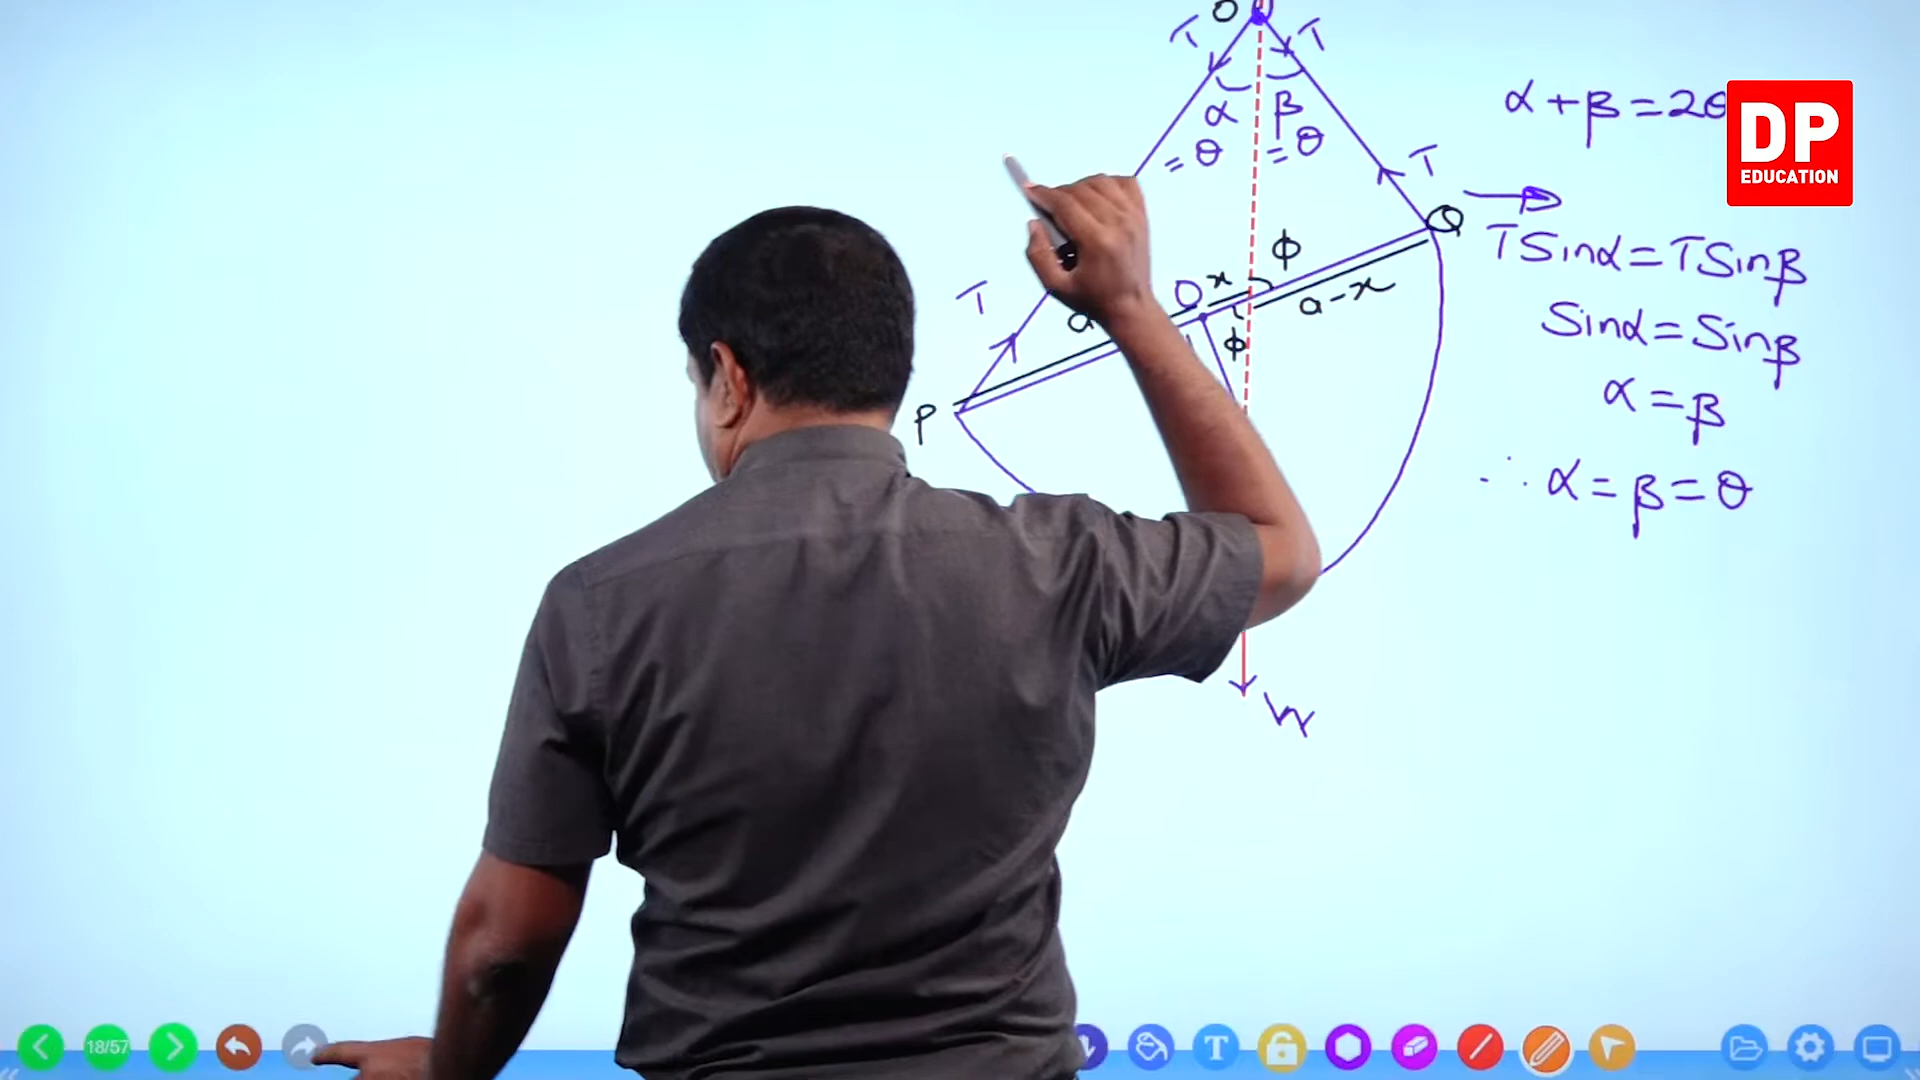 O
T
T
α
β
= θ
= θ
T
T
P
a
O
x
ϕ
ϕ
a-x
Q
W
α+β=2θ
TSinα=TSinβ
Sinα=Sinβ
α=β
∴ α=β=θ
DP
EDUCATION
18/57
T